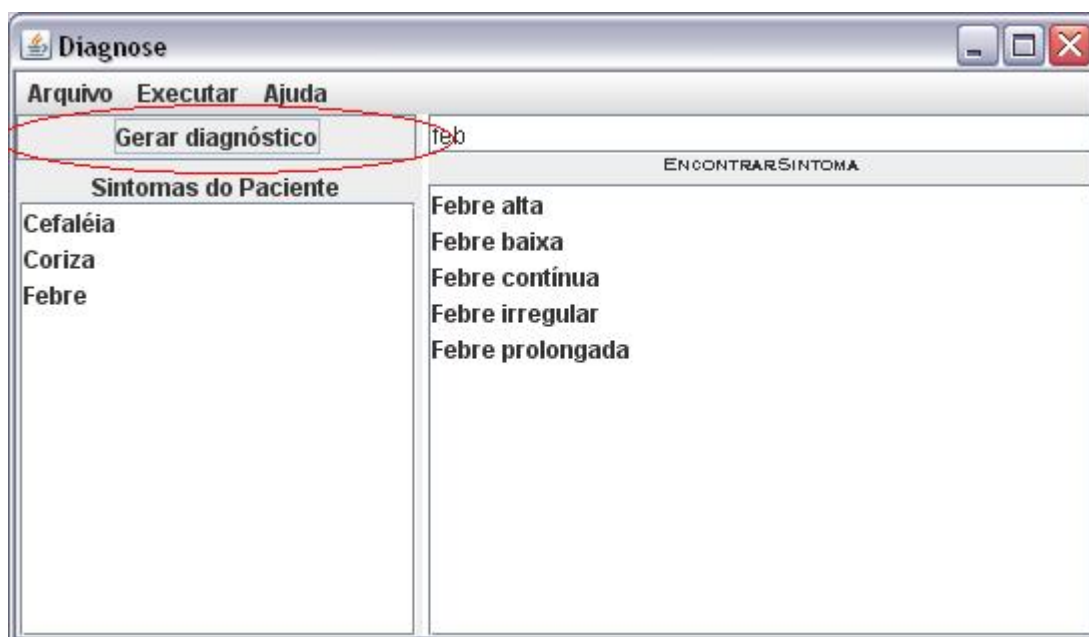 Diagnose
Arquivo Executar Ajuda
Gerar diagnóstico
feb
EncontrarSintoma
Sintomas do Paciente
Cefaléia
Coriza
Febre
Febre alta
Febre baixa
Febre contínua
Febre irregular
Febre prolongada